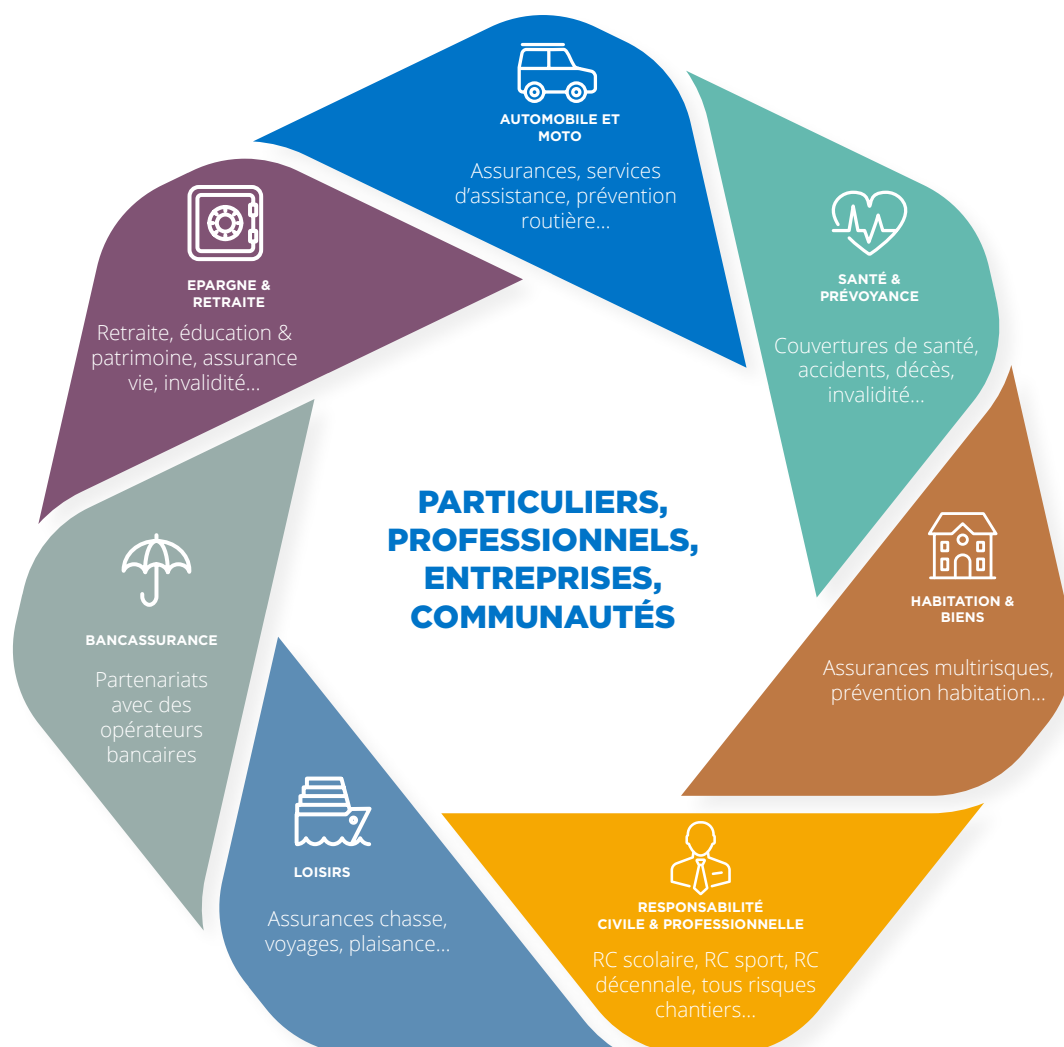 AUTOMOBILE ET
MOTO
Assurances, services
d’assistance, prévention
routière...
SANTÉ &
PRÉVOYANCE
Couvertures de santé,
accidents, décès,
invalidité...
HABITATION &
BIENS
Assurances multirisques,
prévention habitation...
RESPONSABILITÉ
CIVILE & PROFESSIONNELLE
RC scolaire, RC sport, RC
décennale, tous risques
chantiers...
LOISIRS
Assurances chasse,
voyages, plaisance...
BANCASSURANCE
Partenariats
avec des
opérateurs
bancaires
EPARGNE &
RETRAITE
Retraite, éducation &
patrimoine, assurance
vie, invalidité...
PARTICULIERS,
PROFESSIONNELS,
ENTREPRISES,
COMMUNAUTÉS